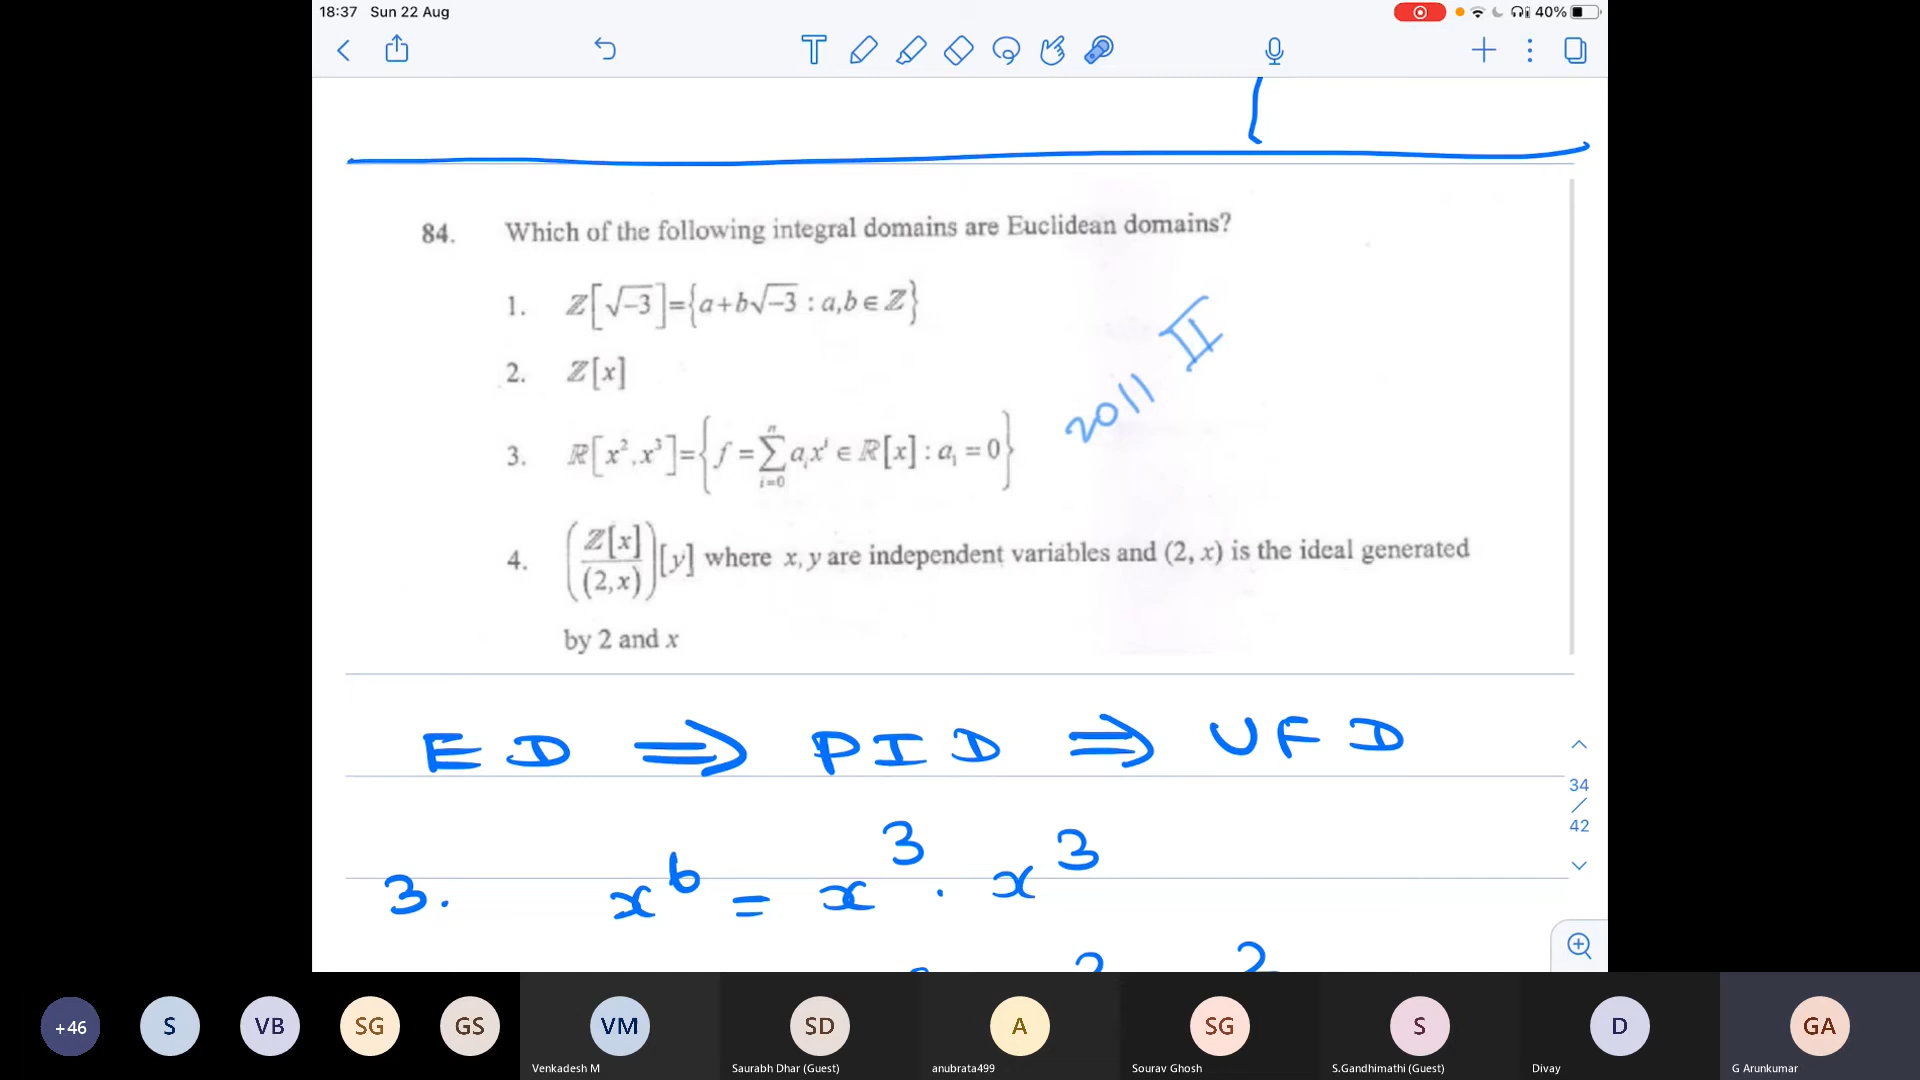 18:37 Sun 22 Aug
40%
84. Which of the following integral domains are Euclidean domains?
1. ℤ[√−3]={a+b√−3 : a,b∈ℤ}
2. ℤ[x]
3. ℝ[x²,x³]={f=∑ⁿᵢ₌₀ aᵢxⁱ∈ℝ[x] : a₁=0}
2011 II
4. (ℤ[x]/(2,x))[y] where x, y are independent variables and (2, x) is the ideal generated
by 2 and x
ED ⟹ PID ⟹ UFD
34
/
42
3. x⁶ = x³ · x³
+46 S VB SG GS VM SD A SG S D GA
Venkadesh M Saurabh Dhar (Guest) anubrata499 Sourav Ghosh S.Gandhimathi (Guest) Divay G Arunkumar